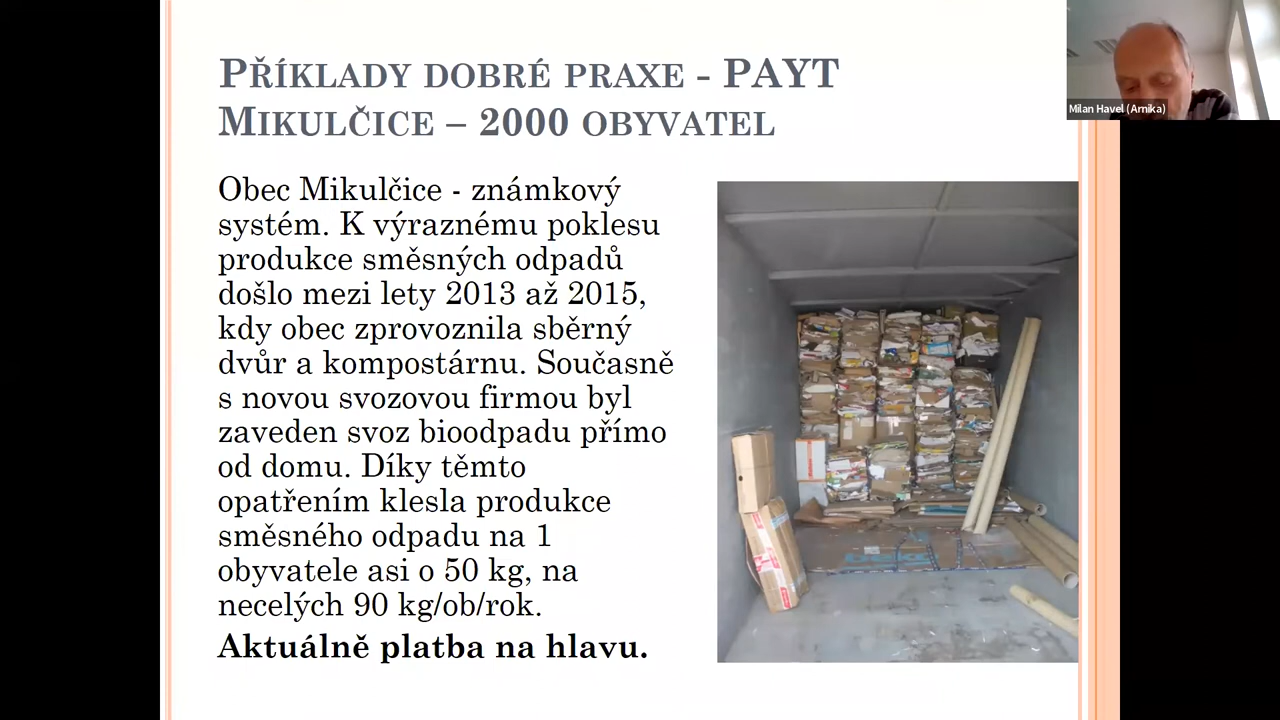 Příklady dobré praxe - PAYT
Mikulčice – 2000 obyvatel
Obec Mikulčice - známkový
systém. K výraznému poklesu
produkce směsných odpadů
došlo mezi lety 2013 až 2015,
kdy obec zprovoznila sběrný
dvůr a kompostárnu. Současně
s novou svozovou firmou byl
zaveden svoz bioodpadu přímo
od domu. Díky těmto
opatřením klesla produkce
směsného odpadu na 1
obyvatele asi o 50 kg, na
necelých 90 kg/ob/rok.
Aktuálně platba na hlavu.
Milan Havel (Arnika)